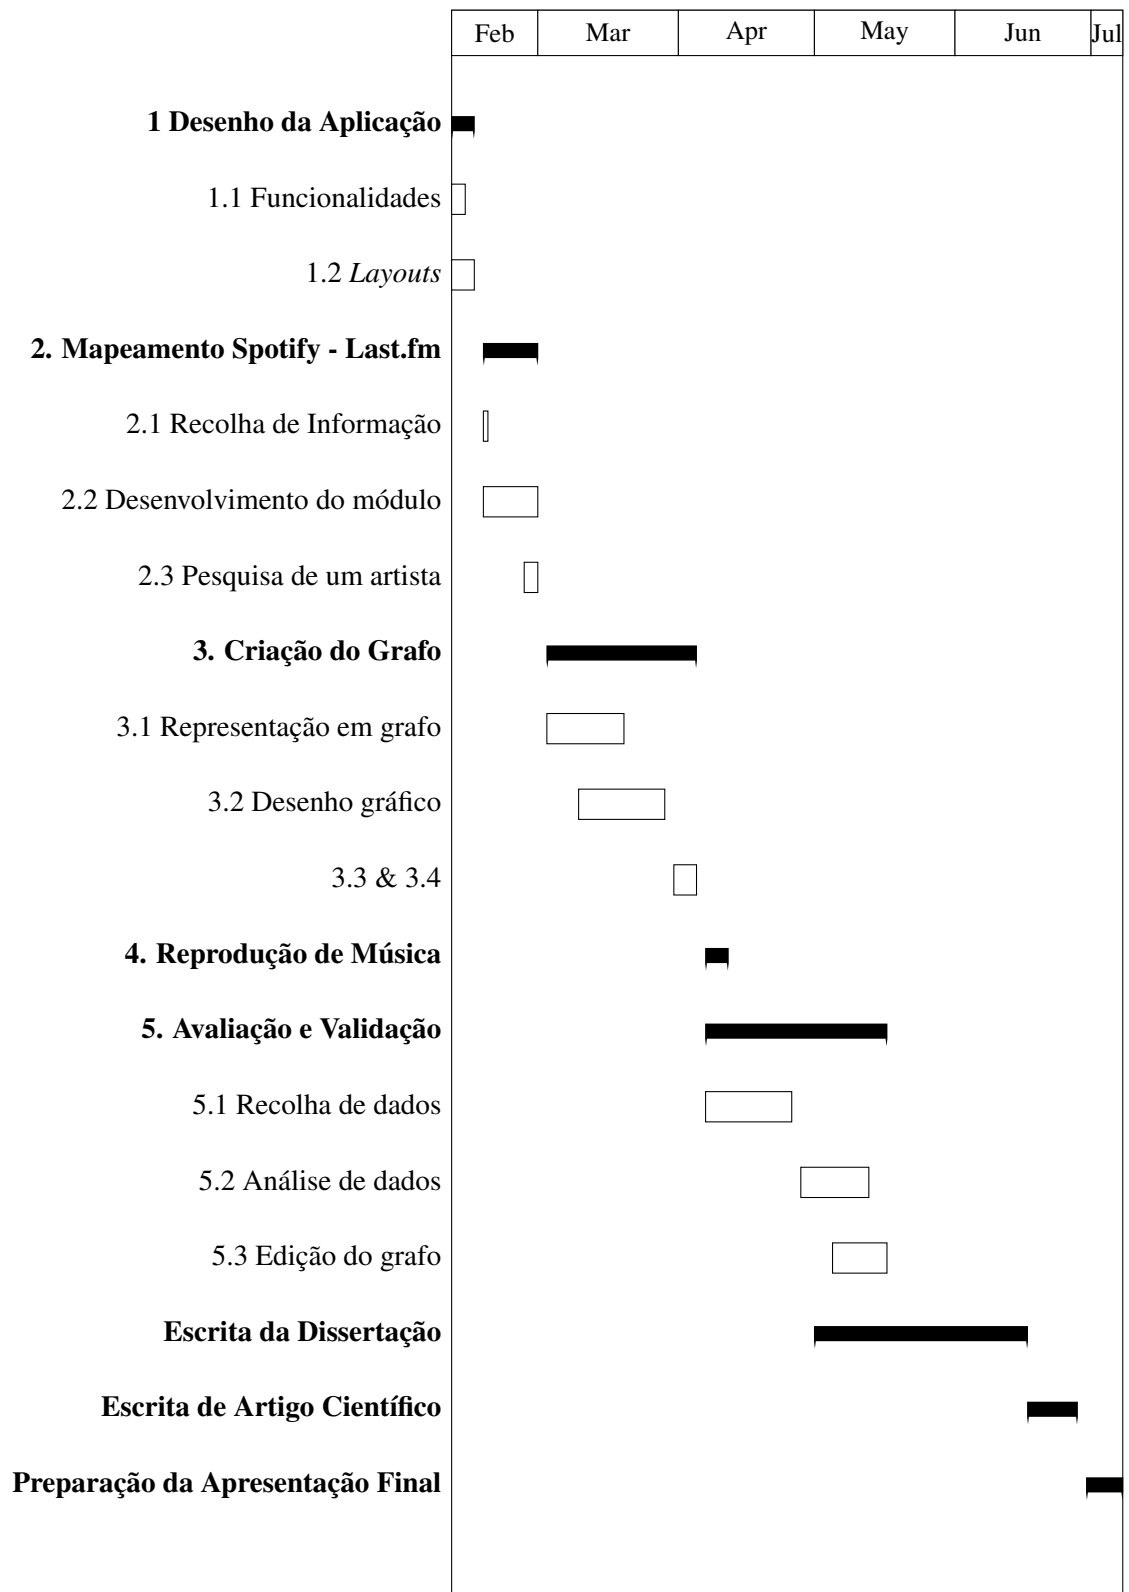 Feb Mar Apr May Jun Jul
1 Desenho da Aplicação
1.1 Funcionalidades
1.2 Layouts
2. Mapeamento Spotify - Last.fm
2.1 Recolha de Informação
2.2 Desenvolvimento do módulo
2.3 Pesquisa de um artista
3. Criação do Grafo
3.1 Representação em grafo
3.2 Desenho gráfico
3.3 & 3.4
4. Reprodução de Música
5. Avaliação e Validação
5.1 Recolha de dados
5.2 Análise de dados
5.3 Edição do grafo
Escrita da Dissertação
Escrita de Artigo Científico
Preparação da Apresentação Final